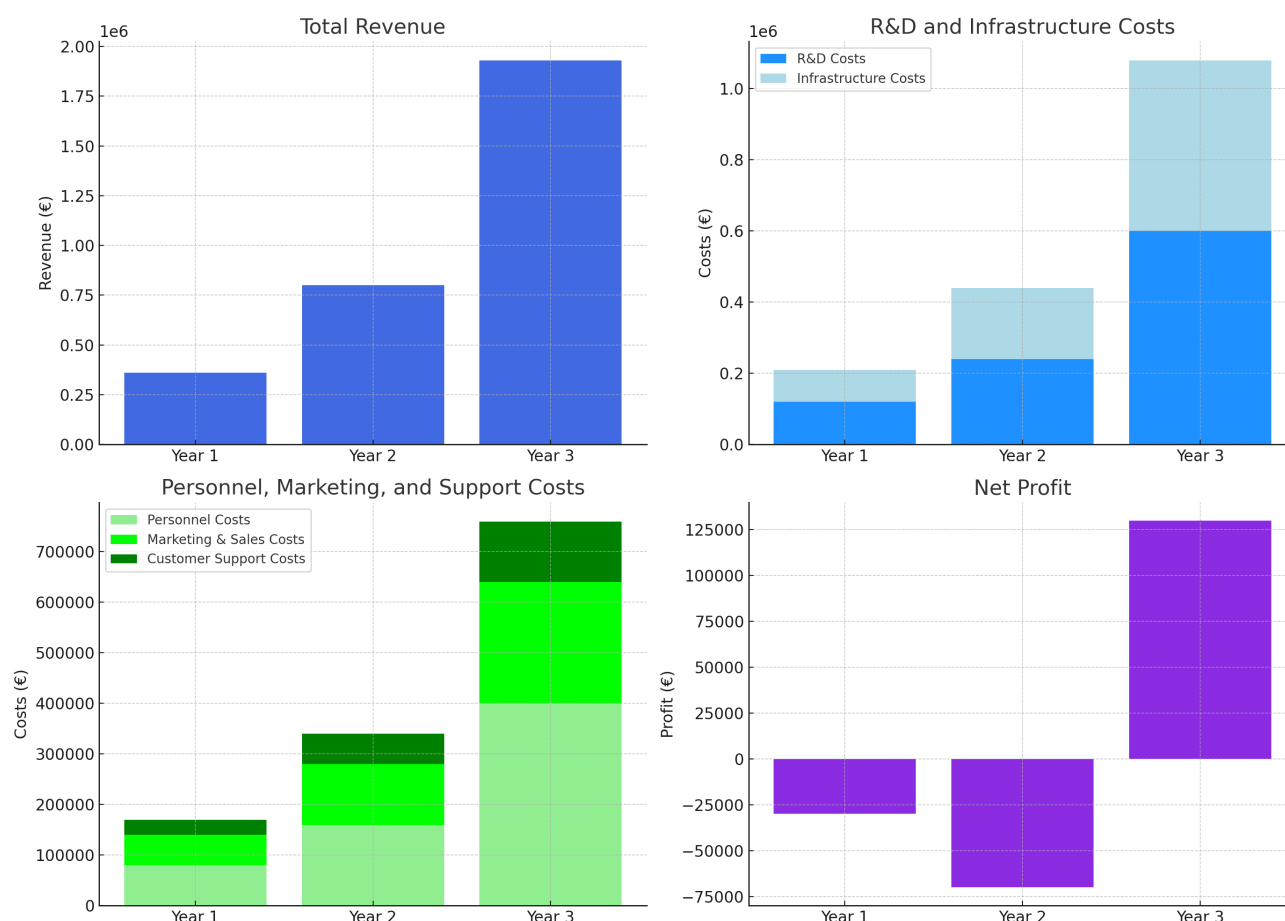 Total Revenue
1e6
2.00
1.75
1.50
1.25
1.00
0.75
0.50
0.25
0.00
Revenue (€)
Year 1
Year 2
Year 3
R&D and Infrastructure Costs
1e6
R&D Costs
Infrastructure Costs
1.0
0.8
0.6
0.4
0.2
0.0
Costs (€)
Year 1
Year 2
Year 3
Personnel, Marketing, and Support Costs
Personnel Costs
Marketing & Sales Costs
Customer Support Costs
700000
600000
500000
400000
300000
200000
100000
0
Costs (€)
Year 1
Year 2
Year 3
Net Profit
125000
100000
75000
50000
25000
0
−25000
−50000
−75000
Profit (€)
Year 1
Year 2
Year 3